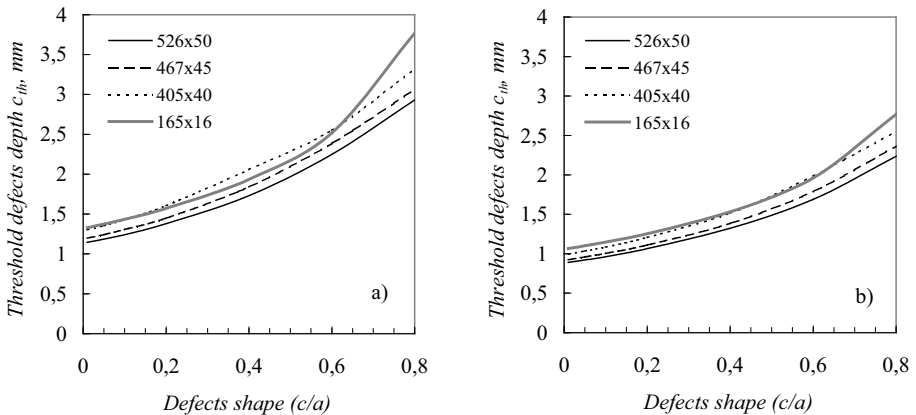 4
3,5
3
2,5
2
1,5
1
0,5
0
Threshold defects depth c_th, mm
526x50
467x45
405x40
165x16
a)
0 0,2 0,4 0,6 0,8
Defects shape (c/a)
4
3,5
3
2,5
2
1,5
1
0,5
0
Threshold defects depth c_th, mm
526x50
467x45
405x40
165x16
b)
0 0,2 0,4 0,6 0,8
Defects shape (c/a)